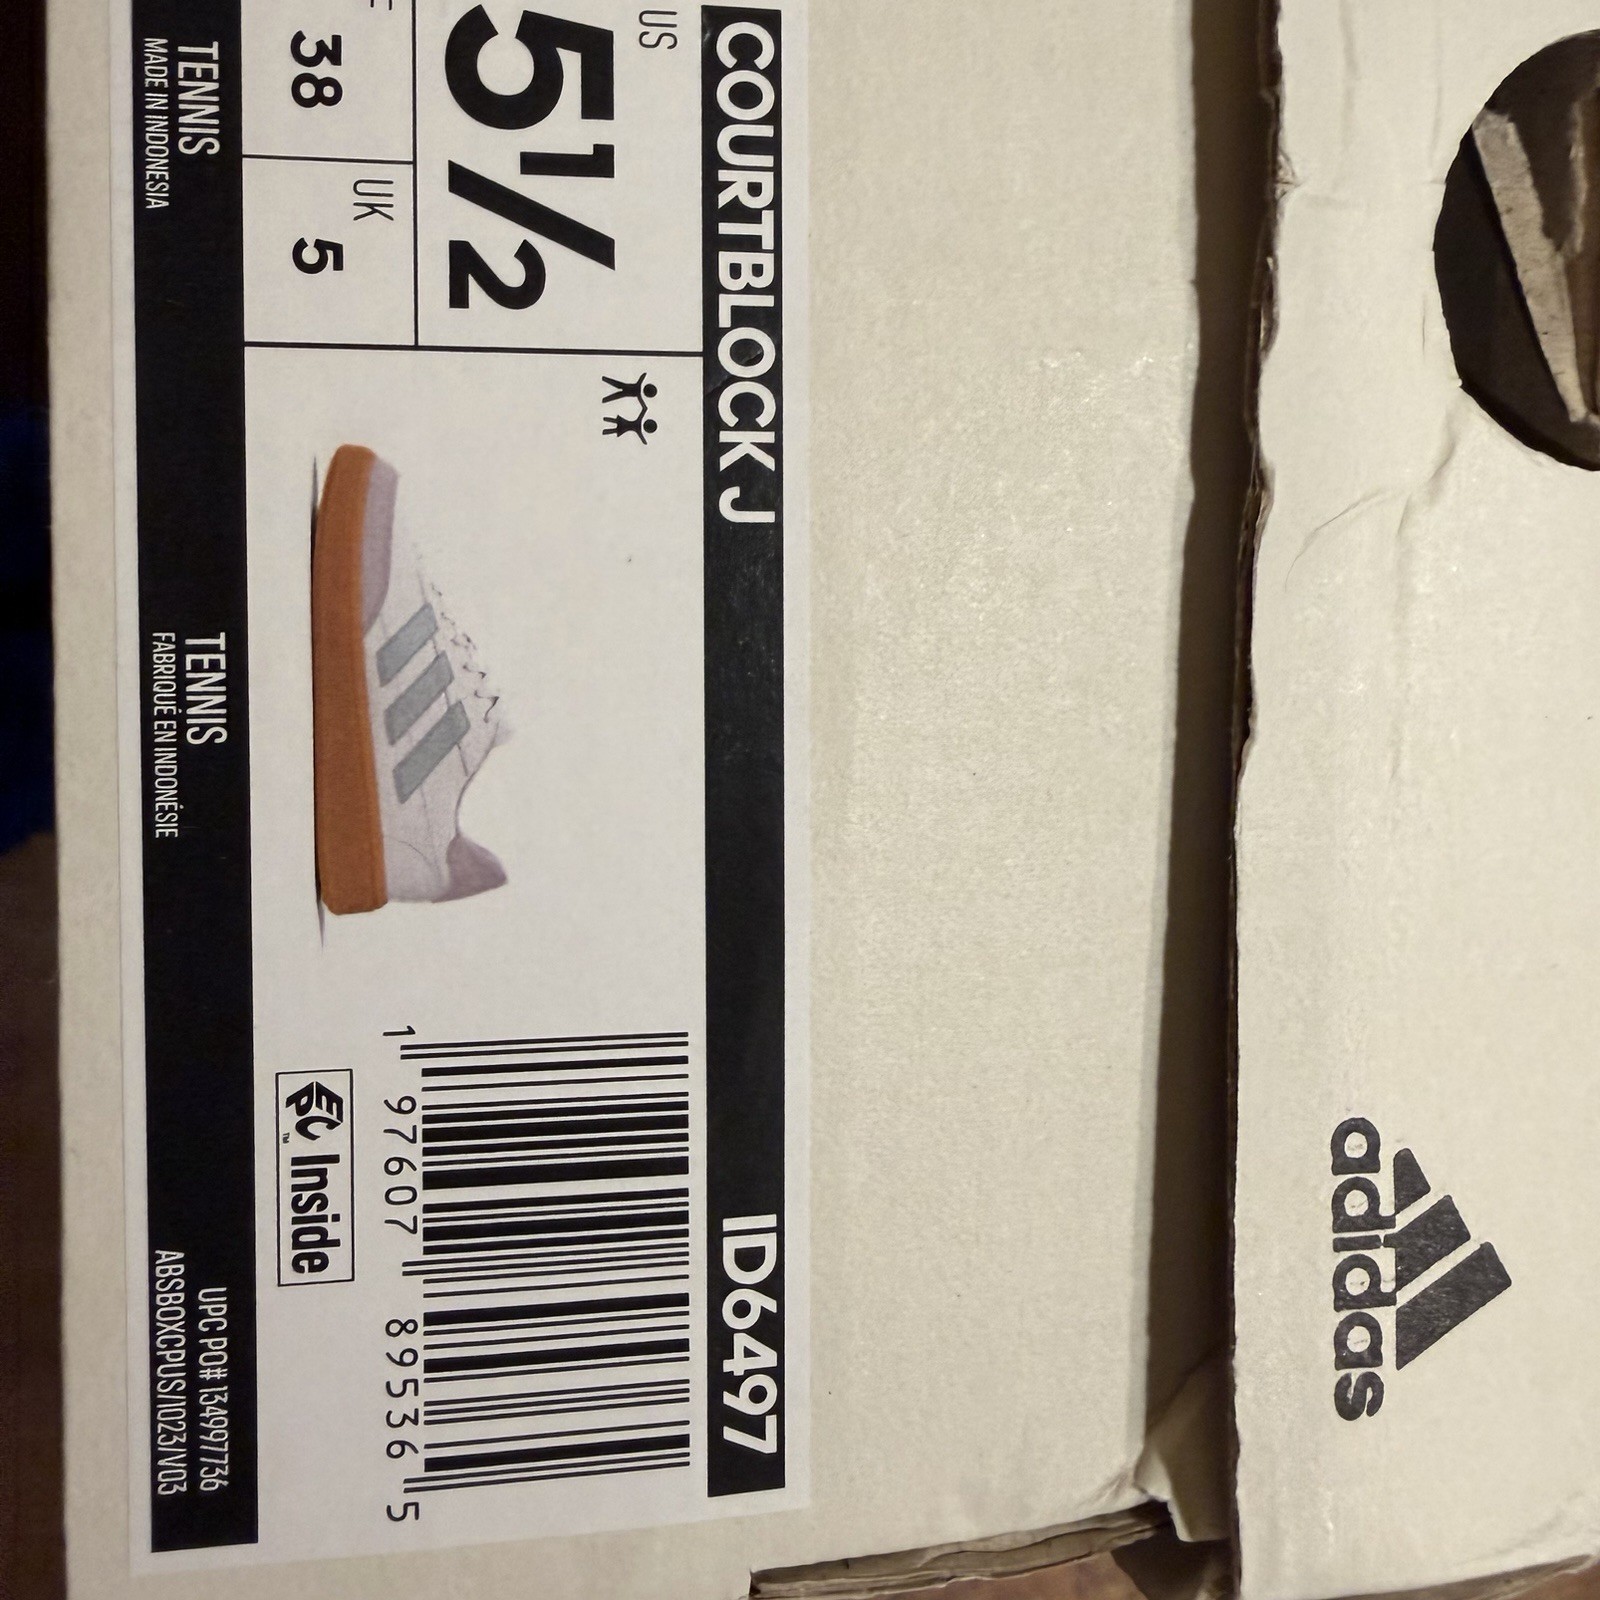 adidas
COURTBLOCK J
ID6497
US
5½
38
UK
5
1 97607 89536 5
EPC™ Inside
TENNIS
MADE IN INDONESIA
TENNIS
FABRIQUÉ EN INDONÉSIE
UPC PO# 134997736
ABSBOXCPUS/1023/V03